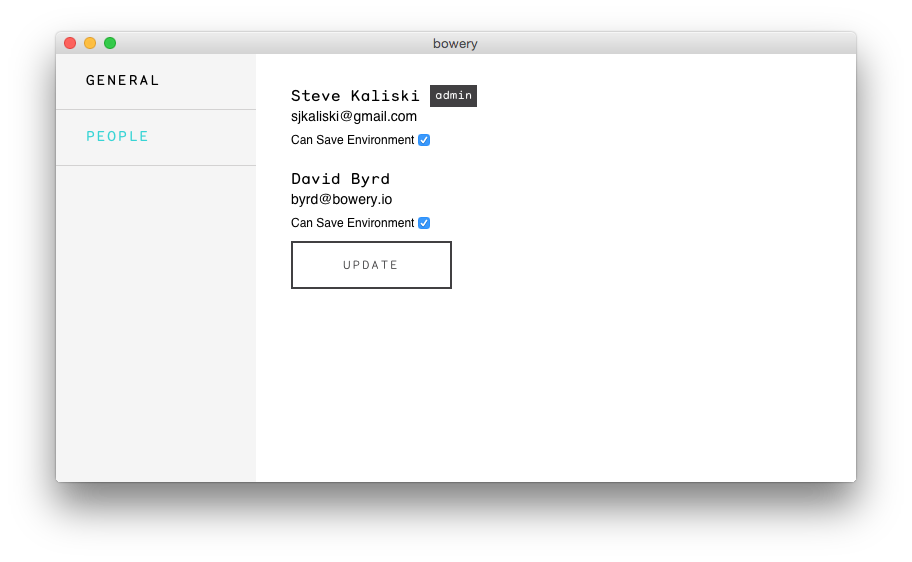 bowery
GENERAL
PEOPLE
Steve Kaliski admin
sjkaliski@gmail.com
Can Save Environment
David Byrd
byrd@bowery.io
Can Save Environment
UPDATE